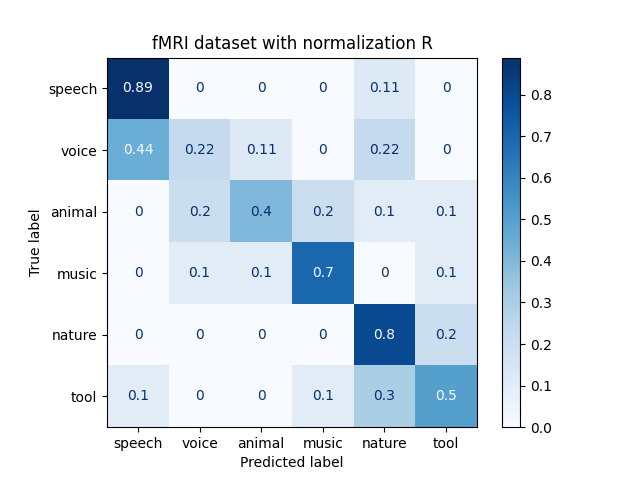 fMRI dataset with normalization R
speech 0.89 0 0 0 0.11 0
voice 0.44 0.22 0.11 0 0.22 0
animal 0 0.2 0.4 0.2 0.1 0.1
music 0 0.1 0.1 0.7 0 0.1
nature 0 0 0 0 0.8 0.2
tool 0.1 0 0 0.1 0.3 0.5
speech voice animal music nature tool
Predicted label
True label
0.8
0.7
0.6
0.5
0.4
0.3
0.2
0.1
0.0